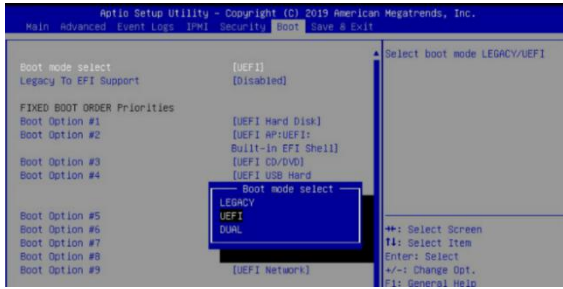 Aptio Setup Utility - Copyright (C) 2019 American Megatrends, Inc.
Main Advanced Event Logs IPMI Security Boot Save & Exit
Boot mode select [UEFI]
Legacy To EFI Support [Disabled]
FIXED BOOT ORDER Priorities
Boot Option #1 [UEFI Hard Disk]
Boot Option #2 [UEFI AP:UEFI:
Built-in EFI Shell]
Boot Option #3 [UEFI CD/DVD]
Boot Option #4 [UEFI USB Hard
Boot Option #5
Boot Option #6
Boot Option #7
Boot Option #8
Boot Option #9 [UEFI Network]
Boot mode select
LEGACY
UEFI
DUAL
Select boot mode LEGACY/UEFI
→←: Select Screen
↑↓: Select Item
Enter: Select
+/-: Change Opt.
F1: General Help